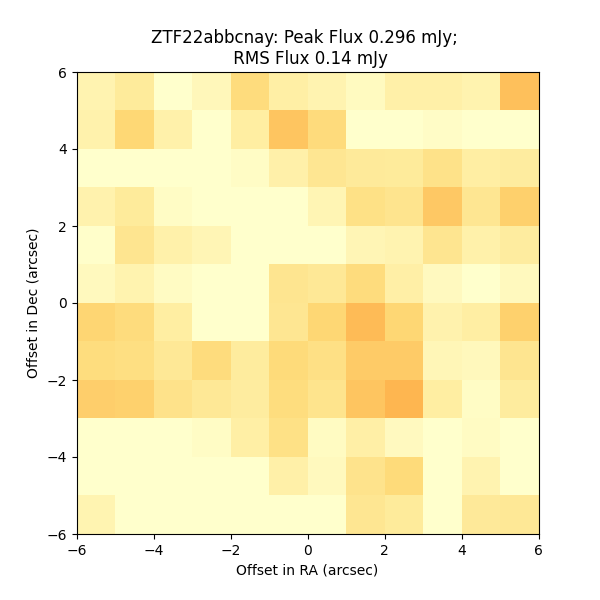 ZTF22abbcnay: Peak Flux 0.296 mJy;
RMS Flux 0.14 mJy
6
4
2
0
−2
−4
−6
Offset in Dec (arcsec)
−6 −4 −2 0 2 4 6
Offset in RA (arcsec)